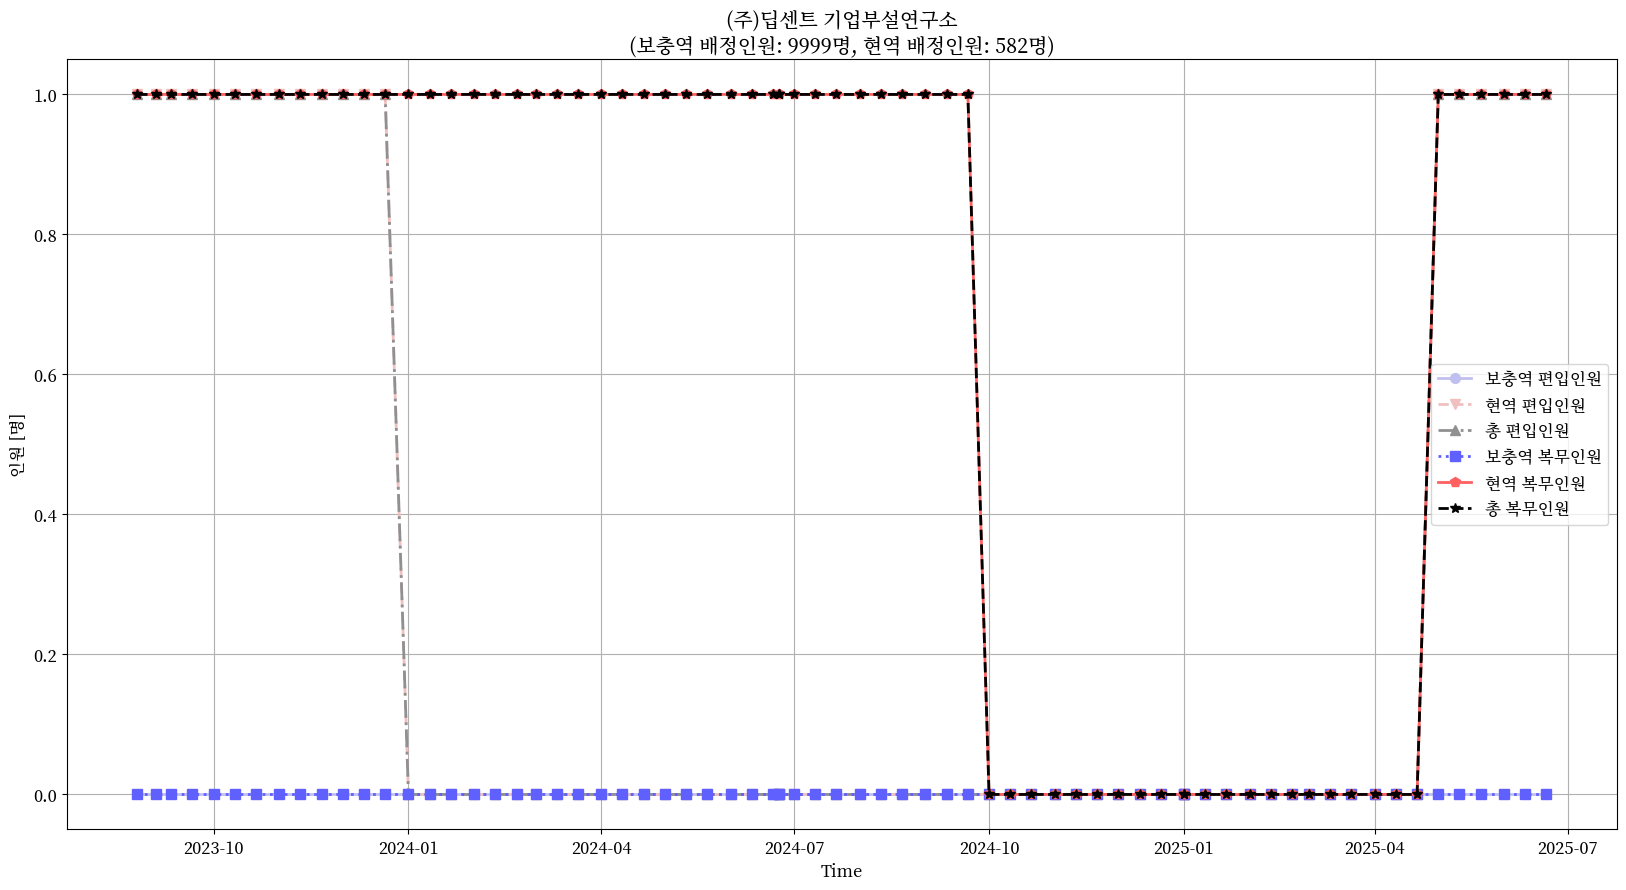 (주)딥센트 기업부설연구소
(보충역 배정인원: 9999명, 현역 배정인원: 582명)
1.0
0.8
0.6
0.4
0.2
0.0
인원 [명]
보충역 편입인원
현역 편입인원
총 편입인원
보충역 복무인원
현역 복무인원
총 복무인원
2023-10
2024-01
2024-04
2024-07
2024-10
2025-01
2025-04
2025-07
Time